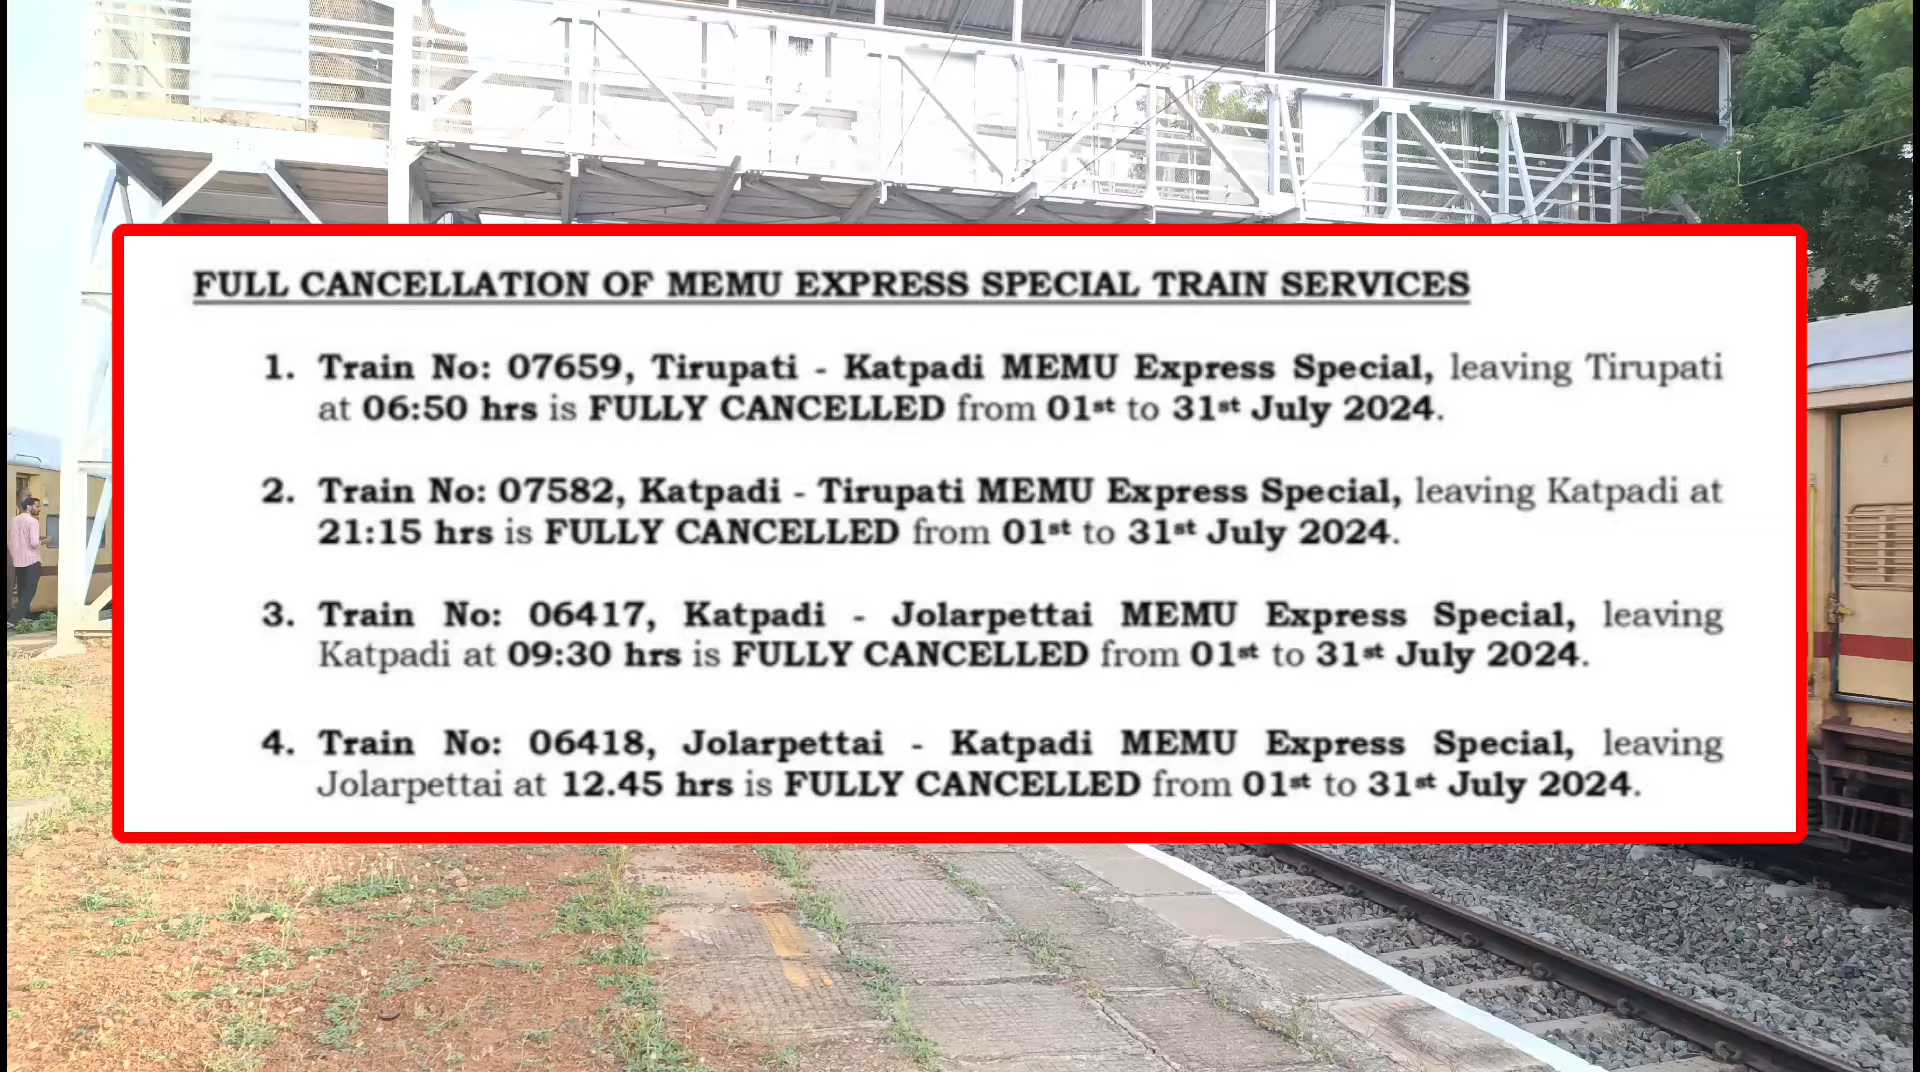 FULL CANCELLATION OF MEMU EXPRESS SPECIAL TRAIN SERVICES
1. Train No: 07659, Tirupati - Katpadi MEMU Express Special, leaving Tirupati
at 06:50 hrs is FULLY CANCELLED from 01st to 31st July 2024.
2. Train No: 07582, Katpadi - Tirupati MEMU Express Special, leaving Katpadi at
21:15 hrs is FULLY CANCELLED from 01st to 31st July 2024.
3. Train No: 06417, Katpadi - Jolarpettai MEMU Express Special, leaving
Katpadi at 09:30 hrs is FULLY CANCELLED from 01st to 31st July 2024.
4. Train No: 06418, Jolarpettai - Katpadi MEMU Express Special, leaving
Jolarpettai at 12.45 hrs is FULLY CANCELLED from 01st to 31st July 2024.